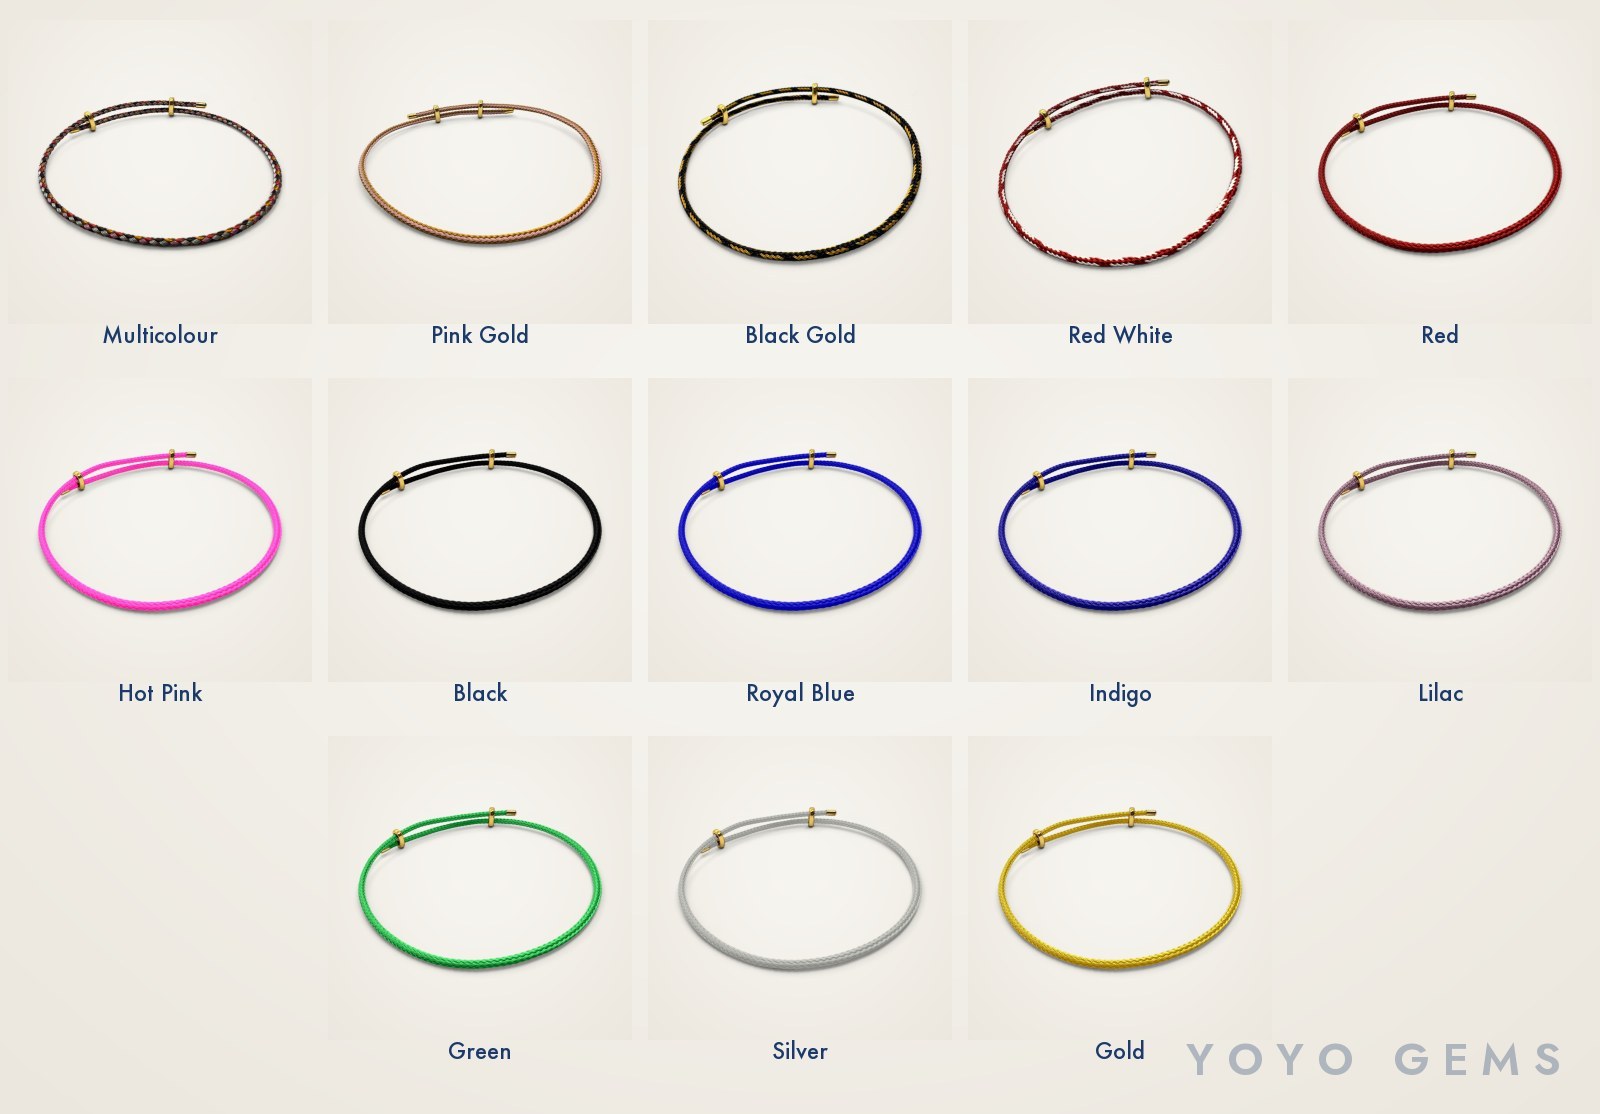 Multicolour
Pink Gold
Black Gold
Red White
Red
Hot Pink
Black
Royal Blue
Indigo
Lilac
Green
Silver
Gold
YOYO GEMS